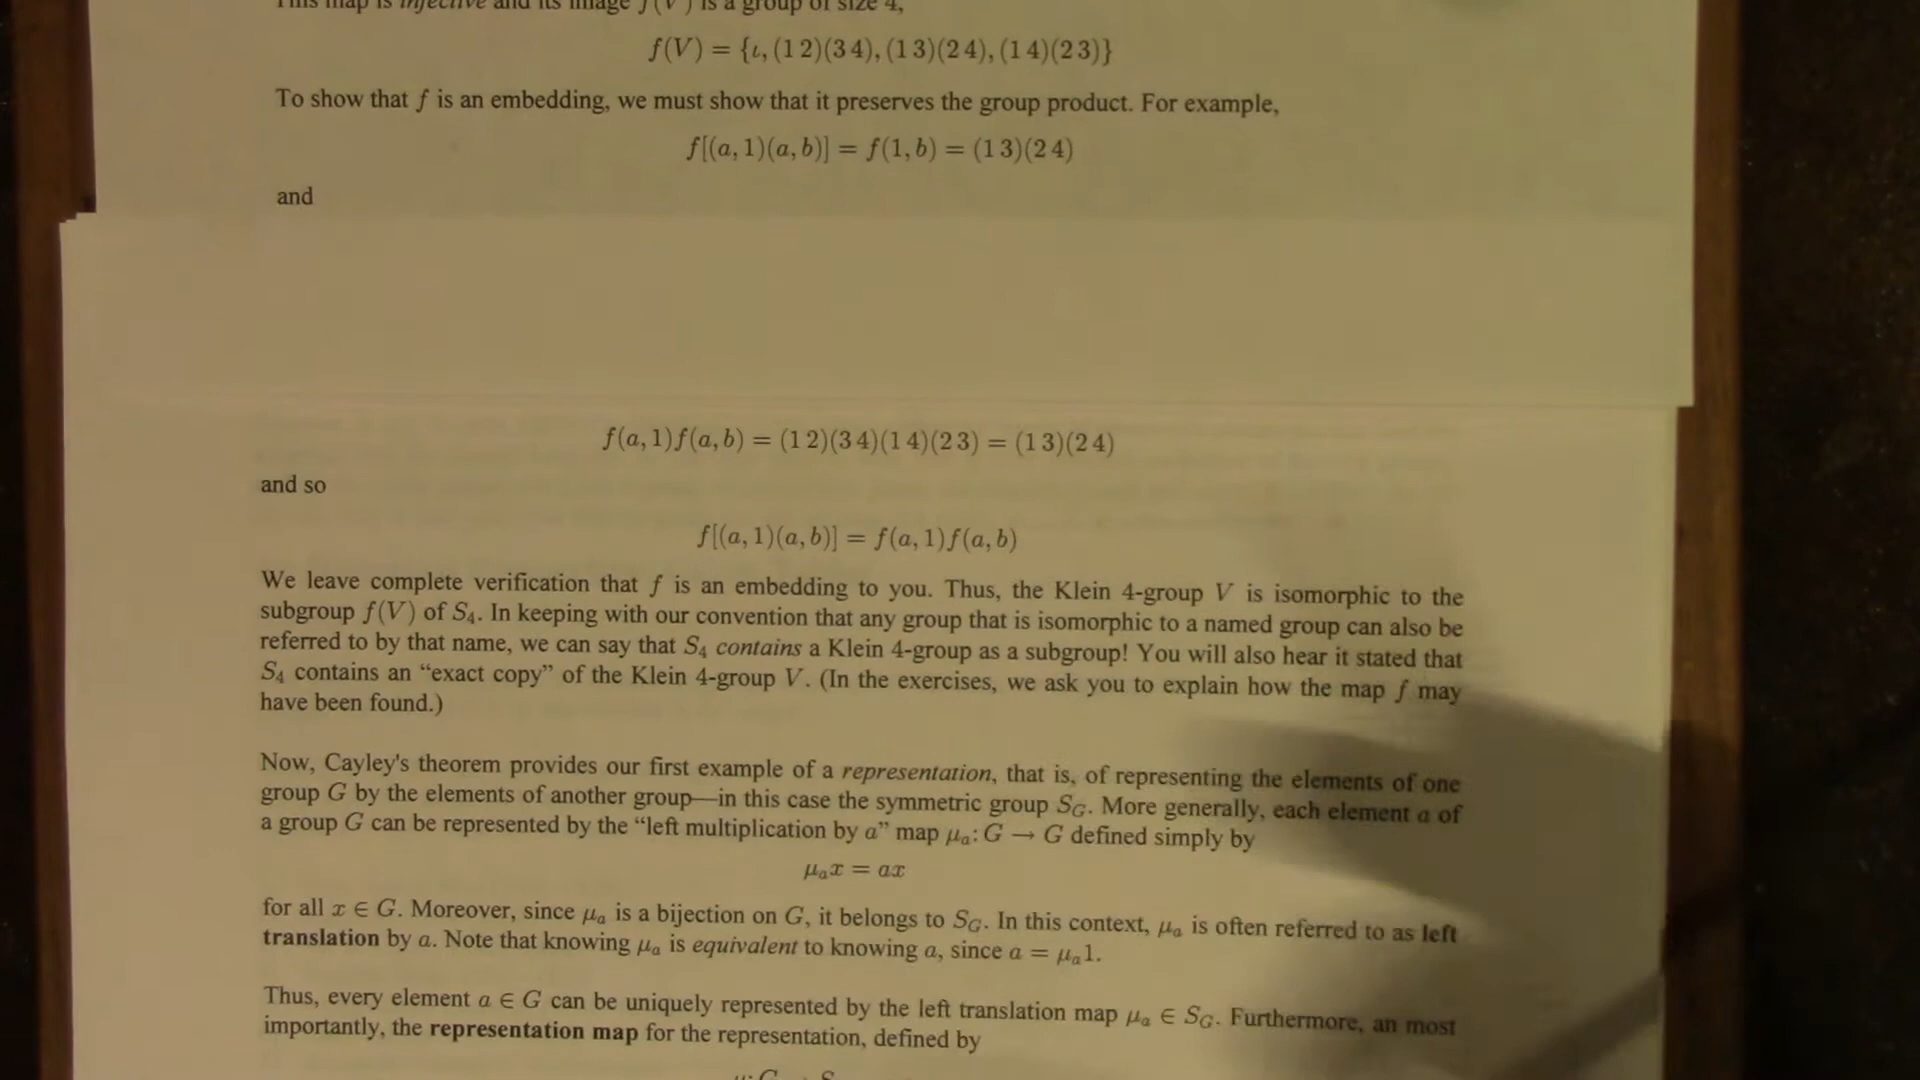 This map is injective and its image f(V) is a group of size 4,
f(V) = {ι, (1 2)(3 4), (1 3)(2 4), (1 4)(2 3)}
To show that f is an embedding, we must show that it preserves the group product. For example,
f[(a, 1)(a, b)] = f(1, b) = (1 3)(2 4)
and
f(a, 1)f(a, b) = (1 2)(3 4)(1 4)(2 3) = (1 3)(2 4)
and so
f[(a, 1)(a, b)] = f(a, 1)f(a, b)
We leave complete verification that f is an embedding to you. Thus, the Klein 4-group V is isomorphic to the
subgroup f(V) of S₄. In keeping with our convention that any group that is isomorphic to a named group can also be
referred to by that name, we can say that S₄ contains a Klein 4-group as a subgroup! You will also hear it stated that
S₄ contains an “exact copy” of the Klein 4-group V. (In the exercises, we ask you to explain how the map f may
have been found.)
Now, Cayley's theorem provides our first example of a representation, that is, of representing the elements of one
group G by the elements of another group—in this case the symmetric group S_G. More generally, each element a of
a group G can be represented by the “left multiplication by a” map μₐ: G → G defined simply by
μₐx = ax
for all x ∈ G. Moreover, since μₐ is a bijection on G, it belongs to S_G. In this context, μₐ is often referred to as left
translation by a. Note that knowing μₐ is equivalent to knowing a, since a = μₐ1.
Thus, every element a ∈ G can be uniquely represented by the left translation map μₐ ∈ S_G. Furthermore, an most
importantly, the representation map for the representation, defined by